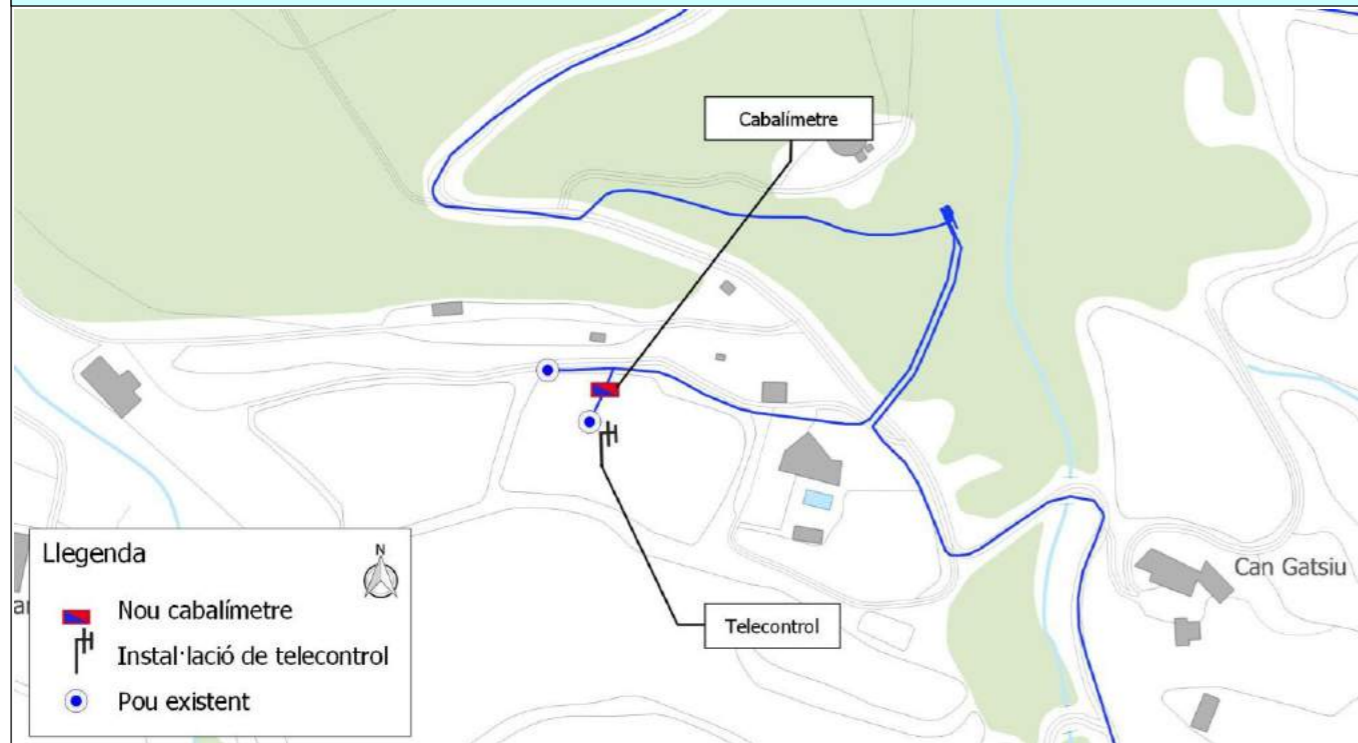 Cabalímetre
Telecontrol
Can Gatsiu
Llegenda
N
Nou cabalímetre
Instal·lació de telecontrol
Pou existent